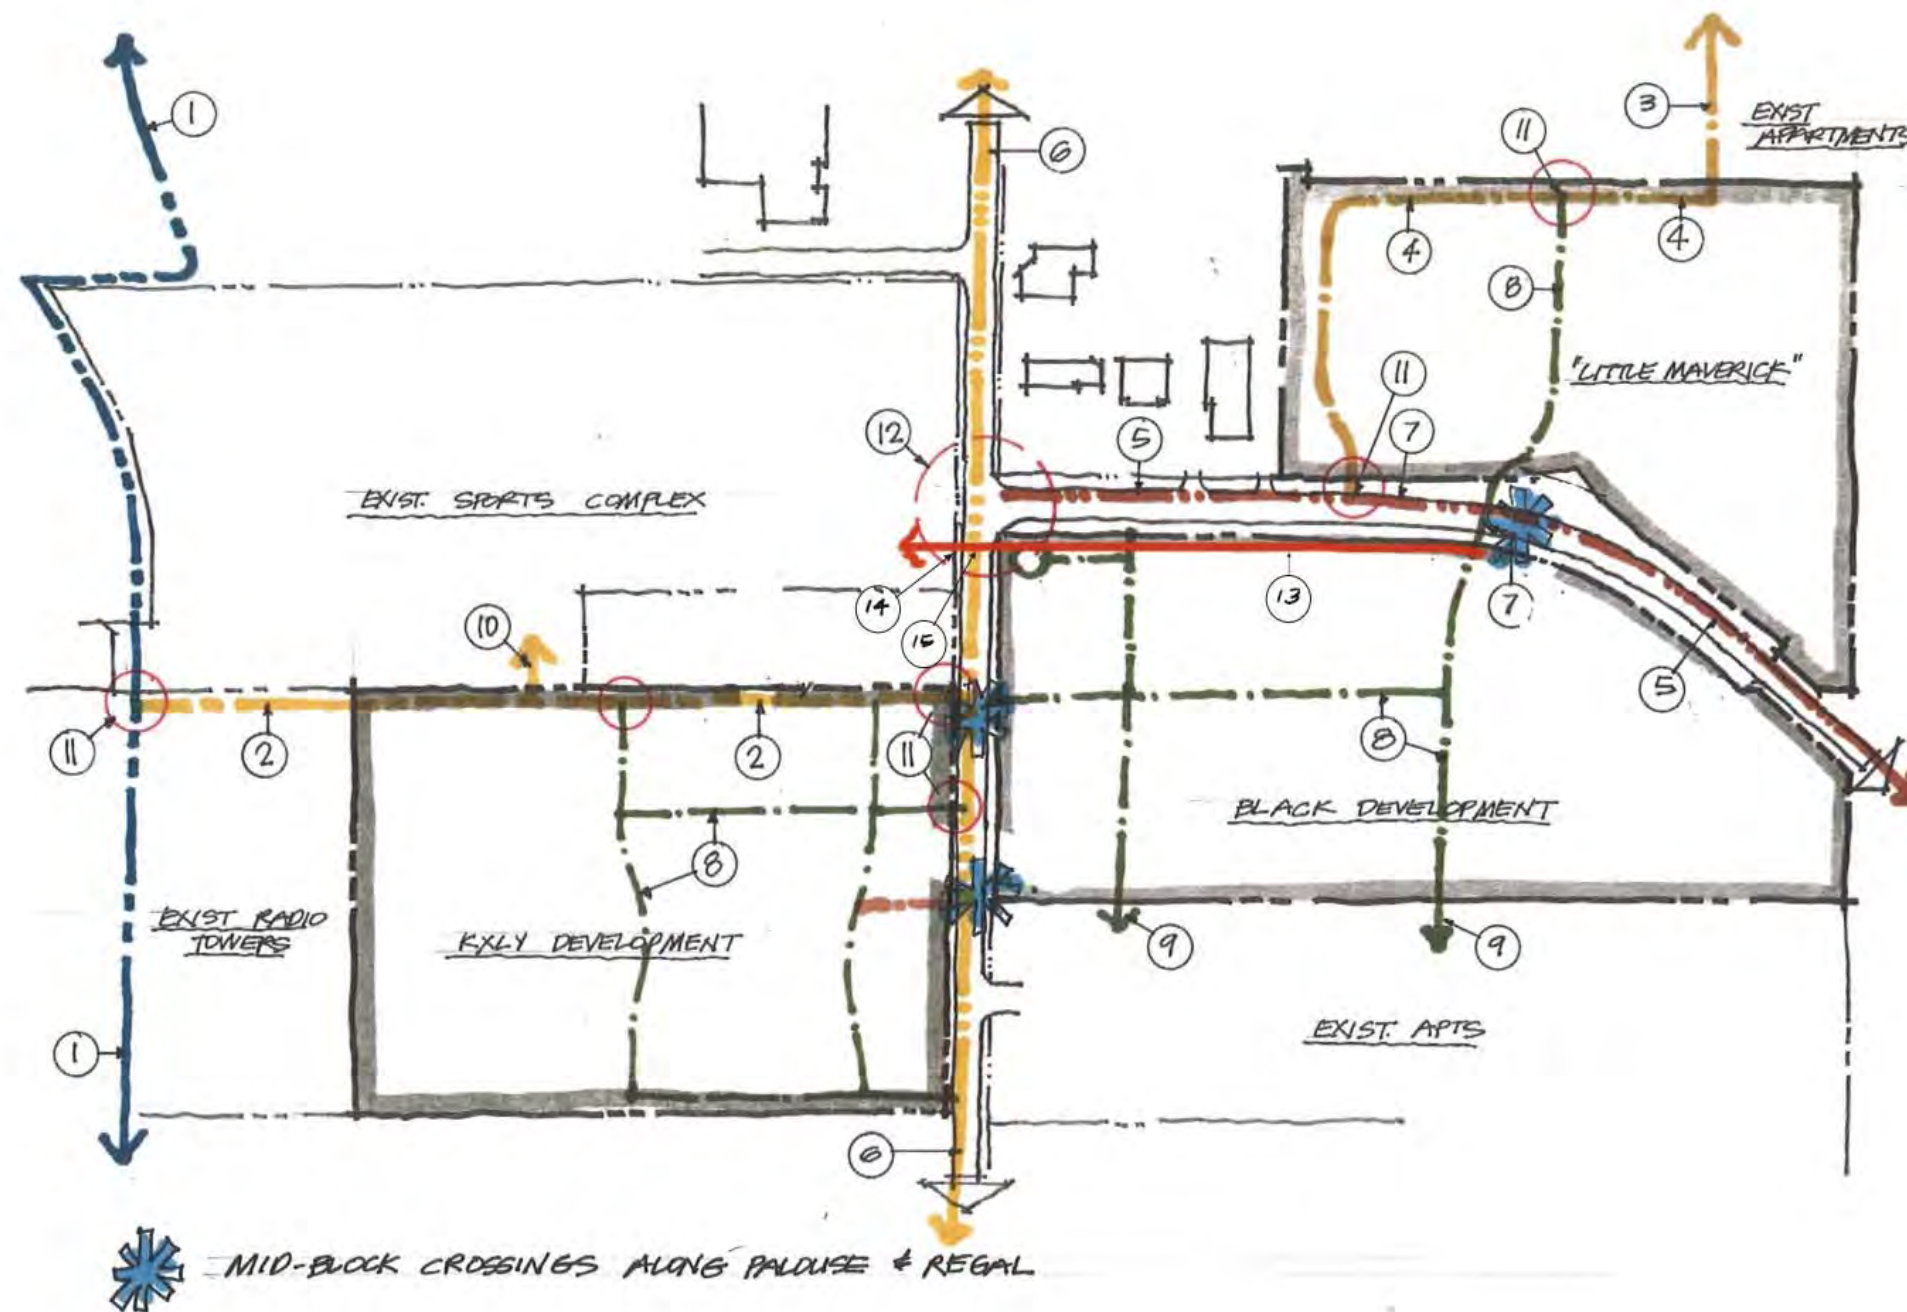 1
6
3
EXIST
APPARTMENTS
11
4
4
8
"LITTLE MAVERICK"
11
12
5
7
EXIST. SPORTS COMPLEX
14
15
13
7
10
5
11
2
2
11
8
8
BLACK DEVELOPMENT
EXIST RADIO
TOWERS
KXLY DEVELOPMENT
9
9
1
EXIST. APTS
6
MID-BLOCK CROSSINGS ALONG PALOUSE & REGAL